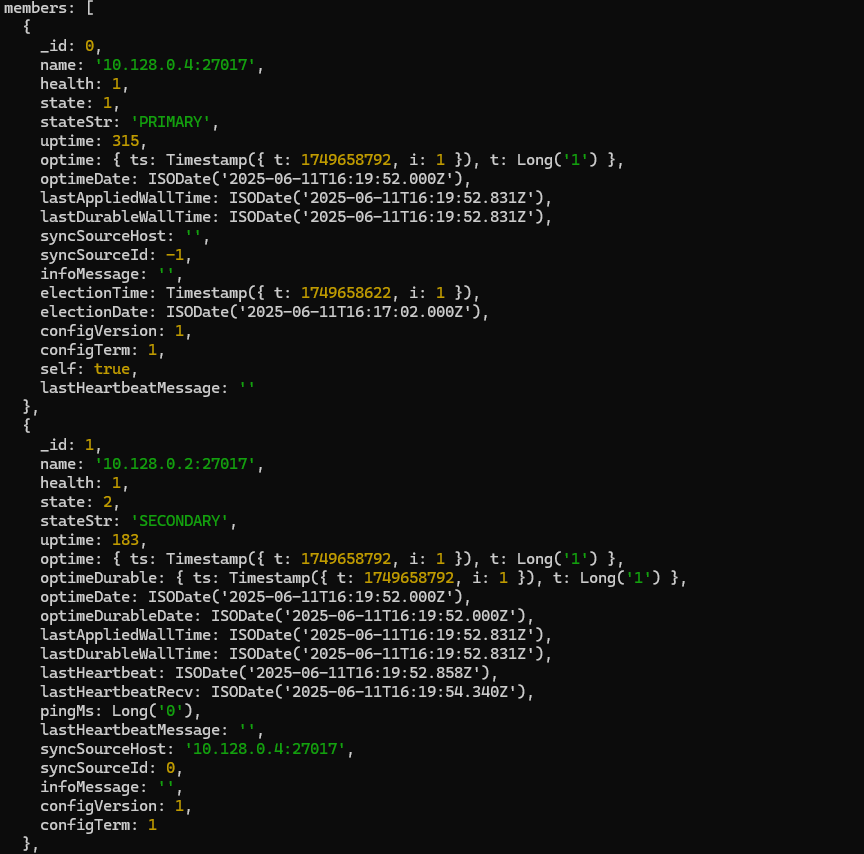 members: [
  {
    _id: 0,
    name: '10.128.0.4:27017',
    health: 1,
    state: 1,
    stateStr: 'PRIMARY',
    uptime: 315,
    optime: { ts: Timestamp({ t: 1749658792, i: 1 }), t: Long('1') },
    optimeDate: ISODate('2025-06-11T16:19:52.000Z'),
    lastAppliedWallTime: ISODate('2025-06-11T16:19:52.831Z'),
    lastDurableWallTime: ISODate('2025-06-11T16:19:52.831Z'),
    syncSourceHost: '',
    syncSourceId: -1,
    infoMessage: '',
    electionTime: Timestamp({ t: 1749658622, i: 1 }),
    electionDate: ISODate('2025-06-11T16:17:02.000Z'),
    configVersion: 1,
    configTerm: 1,
    self: true,
    lastHeartbeatMessage: ''
  },
  {
    _id: 1,
    name: '10.128.0.2:27017',
    health: 1,
    state: 2,
    stateStr: 'SECONDARY',
    uptime: 183,
    optime: { ts: Timestamp({ t: 1749658792, i: 1 }), t: Long('1') },
    optimeDurable: { ts: Timestamp({ t: 1749658792, i: 1 }), t: Long('1') },
    optimeDate: ISODate('2025-06-11T16:19:52.000Z'),
    optimeDurableDate: ISODate('2025-06-11T16:19:52.000Z'),
    lastAppliedWallTime: ISODate('2025-06-11T16:19:52.831Z'),
    lastDurableWallTime: ISODate('2025-06-11T16:19:52.831Z'),
    lastHeartbeat: ISODate('2025-06-11T16:19:52.858Z'),
    lastHeartbeatRecv: ISODate('2025-06-11T16:19:54.340Z'),
    pingMs: Long('0'),
    lastHeartbeatMessage: '',
    syncSourceHost: '10.128.0.4:27017',
    syncSourceId: 0,
    infoMessage: '',
    configVersion: 1,
    configTerm: 1
  },